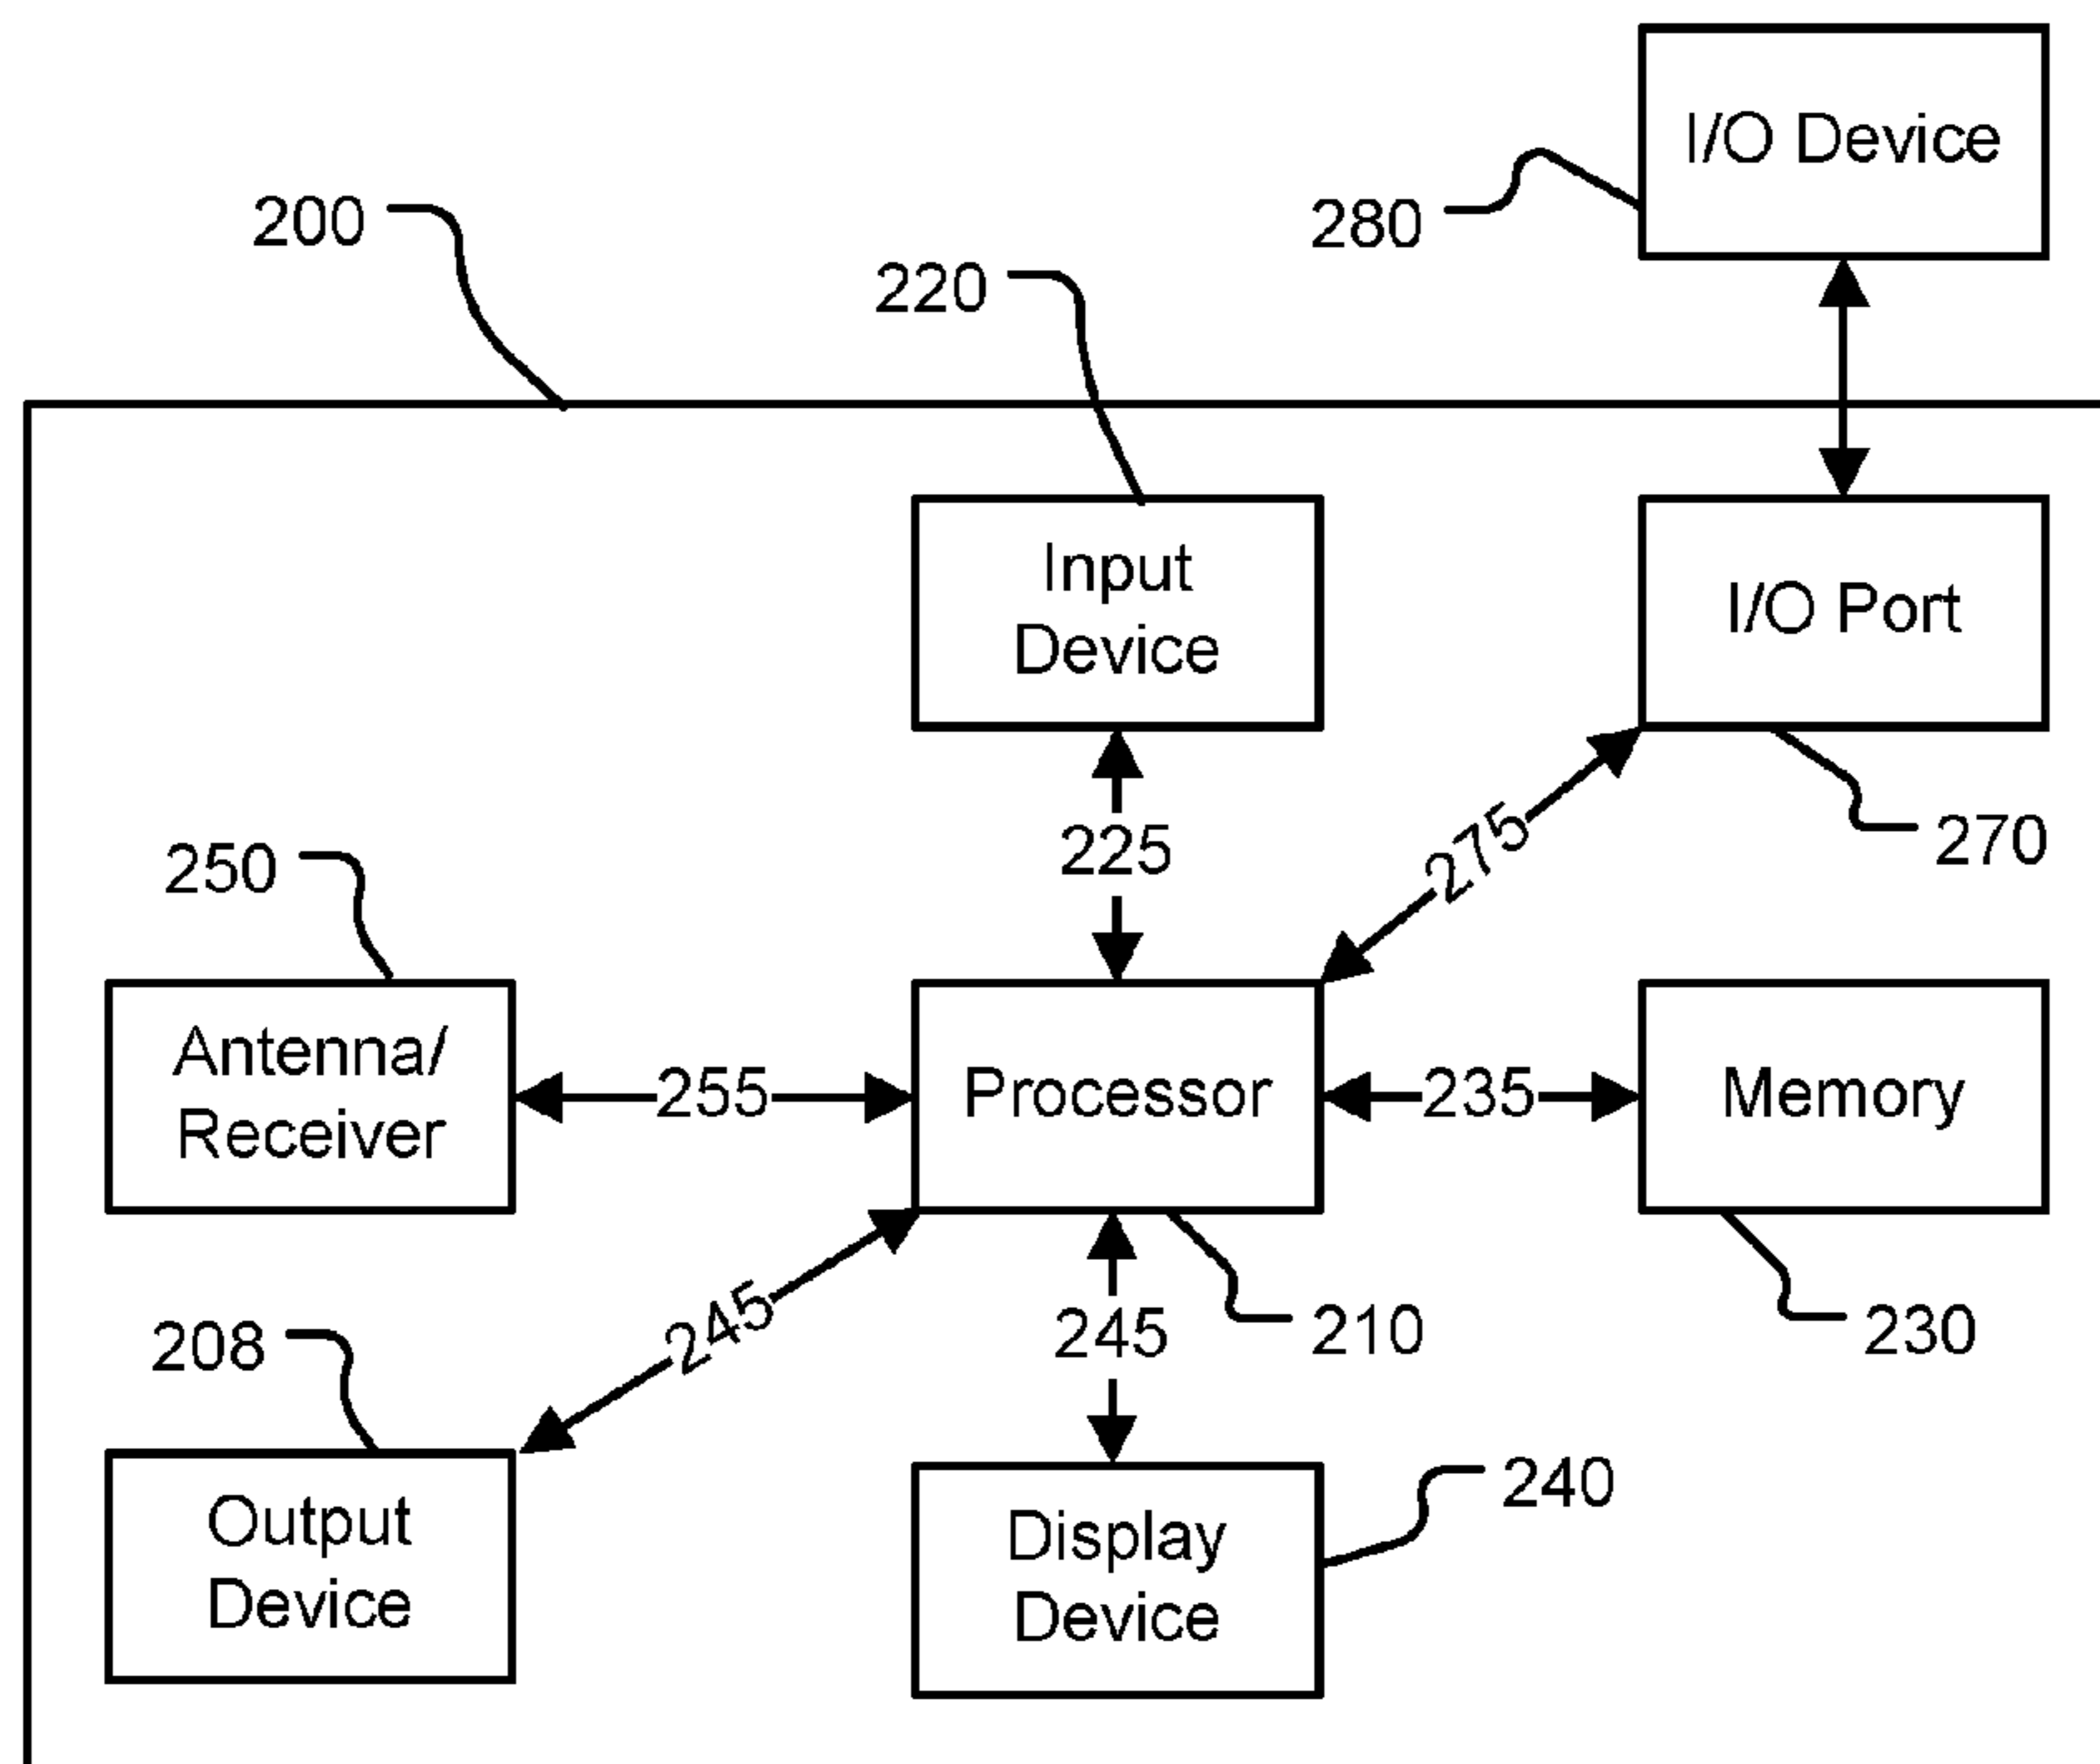 I/O Device
280
200
220
Input
Device
I/O Port
225
275
270
250
Antenna/
Receiver
255
Processor
235
Memory
245
245
210
230
208
Output
Device
Display
Device
240